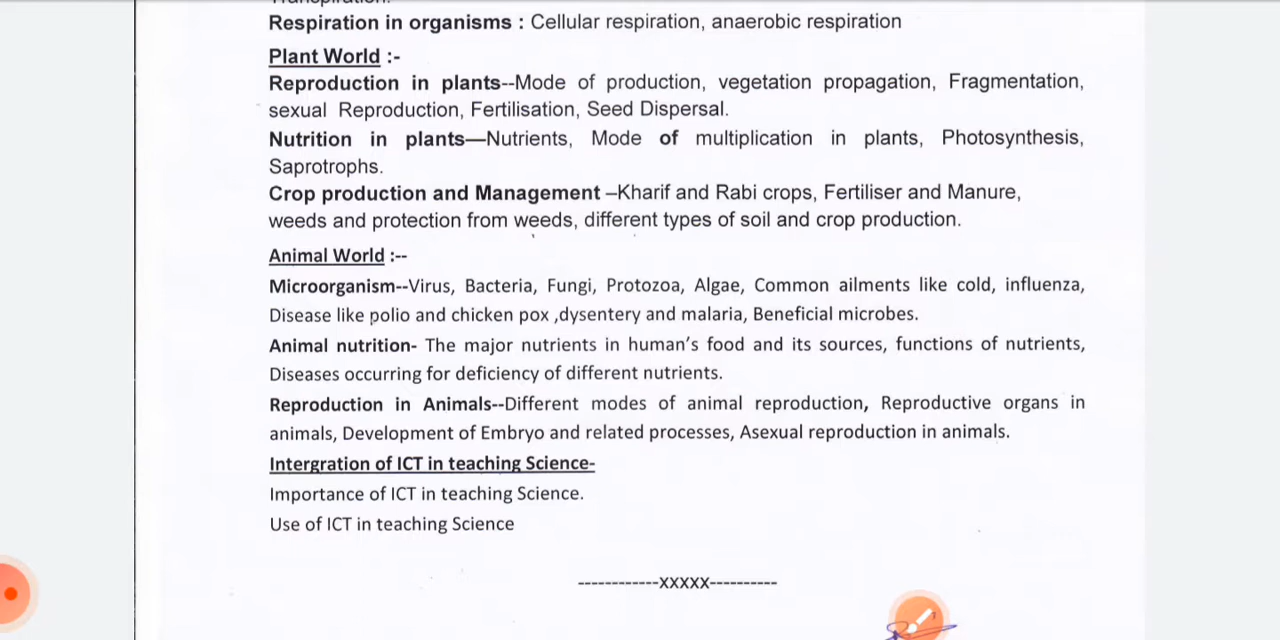 Respiration in organisms : Cellular respiration, anaerobic respiration
Plant World :-
Reproduction in plants--Mode of production, vegetation propagation, Fragmentation,
sexual Reproduction, Fertilisation, Seed Dispersal.
Nutrition in plants—Nutrients, Mode of multiplication in plants, Photosynthesis,
Saprotrophs.
Crop production and Management –Kharif and Rabi crops, Fertiliser and Manure,
weeds and protection from weeds, different types of soil and crop production.
Animal World :--
Microorganism--Virus, Bacteria, Fungi, Protozoa, Algae, Common ailments like cold, influenza,
Disease like polio and chicken pox ,dysentery and malaria, Beneficial microbes.
Animal nutrition- The major nutrients in human's food and its sources, functions of nutrients,
Diseases occurring for deficiency of different nutrients.
Reproduction in Animals--Different modes of animal reproduction, Reproductive organs in
animals, Development of Embryo and related processes, Asexual reproduction in animals.
Intergration of ICT in teaching Science-
Importance of ICT in teaching Science.
Use of ICT in teaching Science
------------XXXXX----------